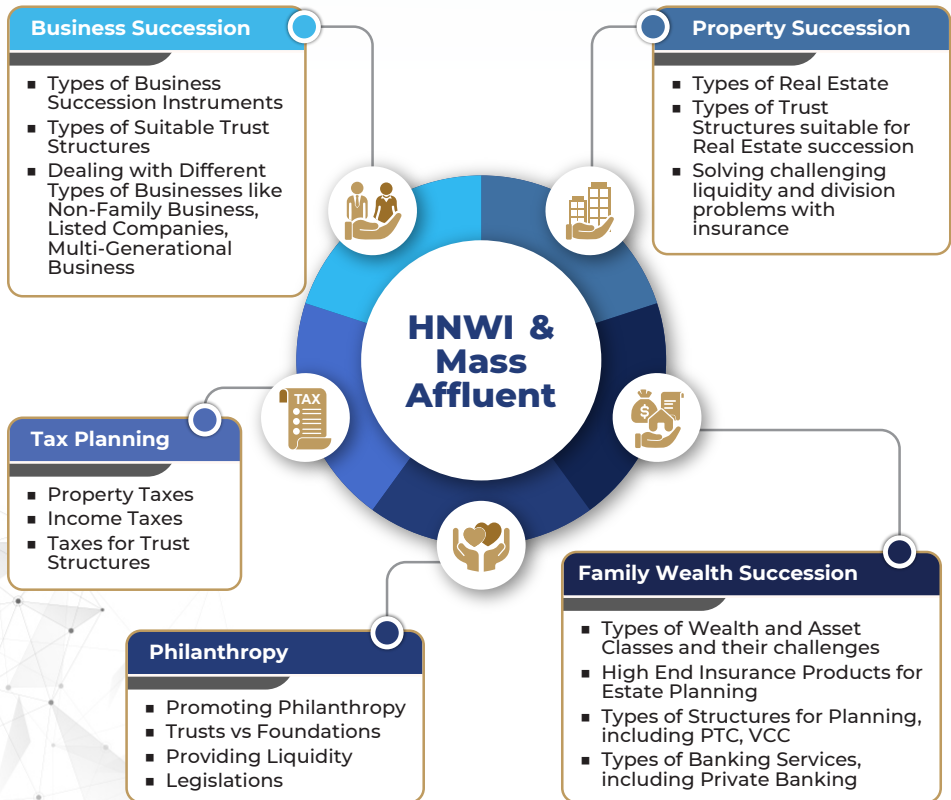 Business Succession
▪ Types of Business
Succession Instruments
▪ Types of Suitable Trust
Structures
▪ Dealing with Different
Types of Businesses like
Non-Family Business,
Listed Companies,
Multi-Generational
Business
Property Succession
▪ Types of Real Estate
▪ Types of Trust
Structures suitable for
Real Estate succession
▪ Solving challenging
liquidity and division
problems with
insurance
HNWI &
Mass
Affluent
TAX
$
Tax Planning
▪ Property Taxes
▪ Income Taxes
▪ Taxes for Trust
Structures
Philanthropy
▪ Promoting Philanthropy
▪ Trusts vs Foundations
▪ Providing Liquidity
▪ Legislations
Family Wealth Succession
▪ Types of Wealth and Asset
Classes and their challenges
▪ High End Insurance Products for
Estate Planning
▪ Types of Structures for Planning,
including PTC, VCC
▪ Types of Banking Services,
including Private Banking